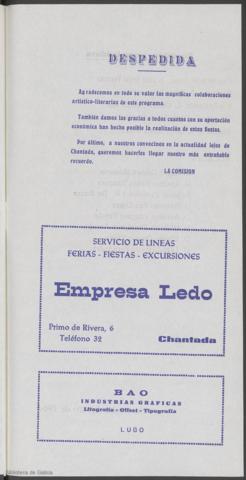 DESPEDIDA
Agradecemos en todo su valor las magníficas colaboraciones
artístico-literarias de este programa.
También damos las gracias a todos cuantos con su aportación
económica han hecho posible la realización de estas fiestas.
Por último, a nuestros convecinos en la actualidad lejos de
Chantada, queremos hacerles llegar nuestro más entrañable
recuerdo.
LA COMISION
SERVICIO DE LINEAS
FERIAS - FIESTAS - EXCURSIONES
Empresa Ledo
Primo de Rivera, 6
Teléfono 32
Chantada
BAO
INDUSTRIAS GRAFICAS
Litografía - Offset - Tipografía
LUGO
Biblioteca de Galicia